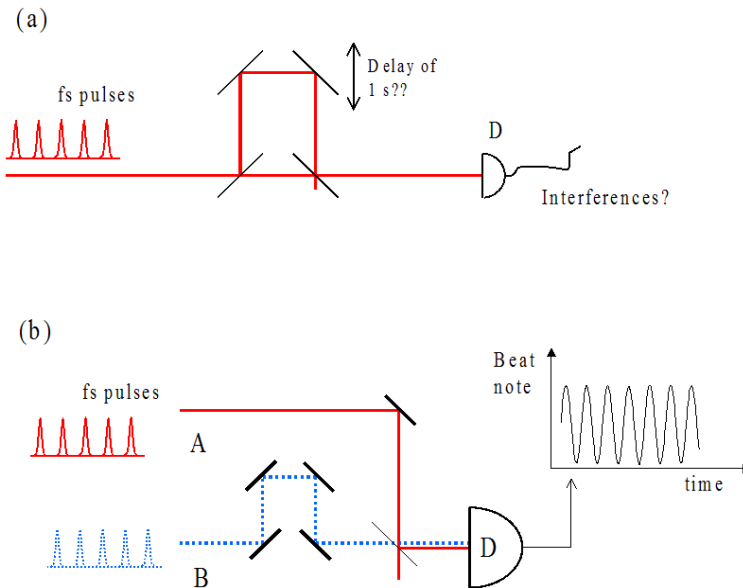 (a)
Delay of
1 s??
fs pulses
D
Interferences?
(b)
Beat
note
fs pulses
A
time
D
B